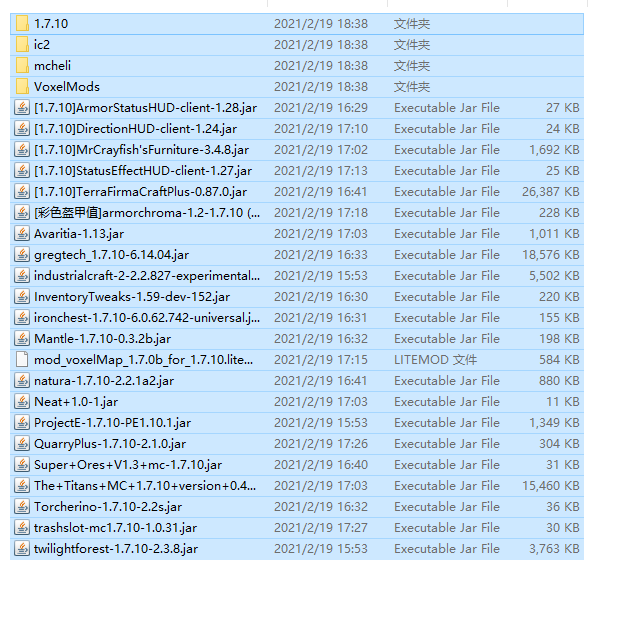 1.7.10 2021/2/19 18:38 文件夹
ic2 2021/2/19 18:38 文件夹
mcheli 2021/2/19 18:38 文件夹
VoxelMods 2021/2/19 18:38 文件夹
[1.7.10]ArmorStatusHUD-client-1.28.jar 2021/2/19 16:29 Executable Jar File 27 KB
[1.7.10]DirectionHUD-client-1.24.jar 2021/2/19 17:10 Executable Jar File 24 KB
[1.7.10]MrCrayfish'sFurniture-3.4.8.jar 2021/2/19 17:02 Executable Jar File 1,692 KB
[1.7.10]StatusEffectHUD-client-1.27.jar 2021/2/19 17:13 Executable Jar File 25 KB
[1.7.10]TerraFirmaCraftPlus-0.87.0.jar 2021/2/19 16:41 Executable Jar File 26,387 KB
[彩色盔甲值]armorchroma-1.2-1.7.10 (... 2021/2/19 17:18 Executable Jar File 228 KB
Avaritia-1.13.jar 2021/2/19 17:03 Executable Jar File 1,011 KB
gregtech_1.7.10-6.14.04.jar 2021/2/19 16:33 Executable Jar File 18,576 KB
industrialcraft-2-2.2.827-experimental... 2021/2/19 15:53 Executable Jar File 5,502 KB
InventoryTweaks-1.59-dev-152.jar 2021/2/19 16:30 Executable Jar File 220 KB
ironchest-1.7.10-6.0.62.742-universal.j... 2021/2/19 16:31 Executable Jar File 155 KB
Mantle-1.7.10-0.3.2b.jar 2021/2/19 16:32 Executable Jar File 198 KB
mod_voxelMap_1.7.0b_for_1.7.10.lite... 2021/2/19 17:15 LITEMOD 文件 584 KB
natura-1.7.10-2.2.1a2.jar 2021/2/19 16:41 Executable Jar File 880 KB
Neat+1.0-1.jar 2021/2/19 17:03 Executable Jar File 11 KB
ProjectE-1.7.10-PE1.10.1.jar 2021/2/19 15:53 Executable Jar File 1,349 KB
QuarryPlus-1.7.10-2.1.0.jar 2021/2/19 17:26 Executable Jar File 304 KB
Super+Ores+V1.3+mc-1.7.10.jar 2021/2/19 16:40 Executable Jar File 31 KB
The+Titans+MC+1.7.10+version+0.4... 2021/2/19 17:03 Executable Jar File 15,460 KB
Torcherino-1.7.10-2.2s.jar 2021/2/19 16:32 Executable Jar File 36 KB
trashslot-mc1.7.10-1.0.31.jar 2021/2/19 17:27 Executable Jar File 30 KB
twilightforest-1.7.10-2.3.8.jar 2021/2/19 15:53 Executable Jar File 3,763 KB